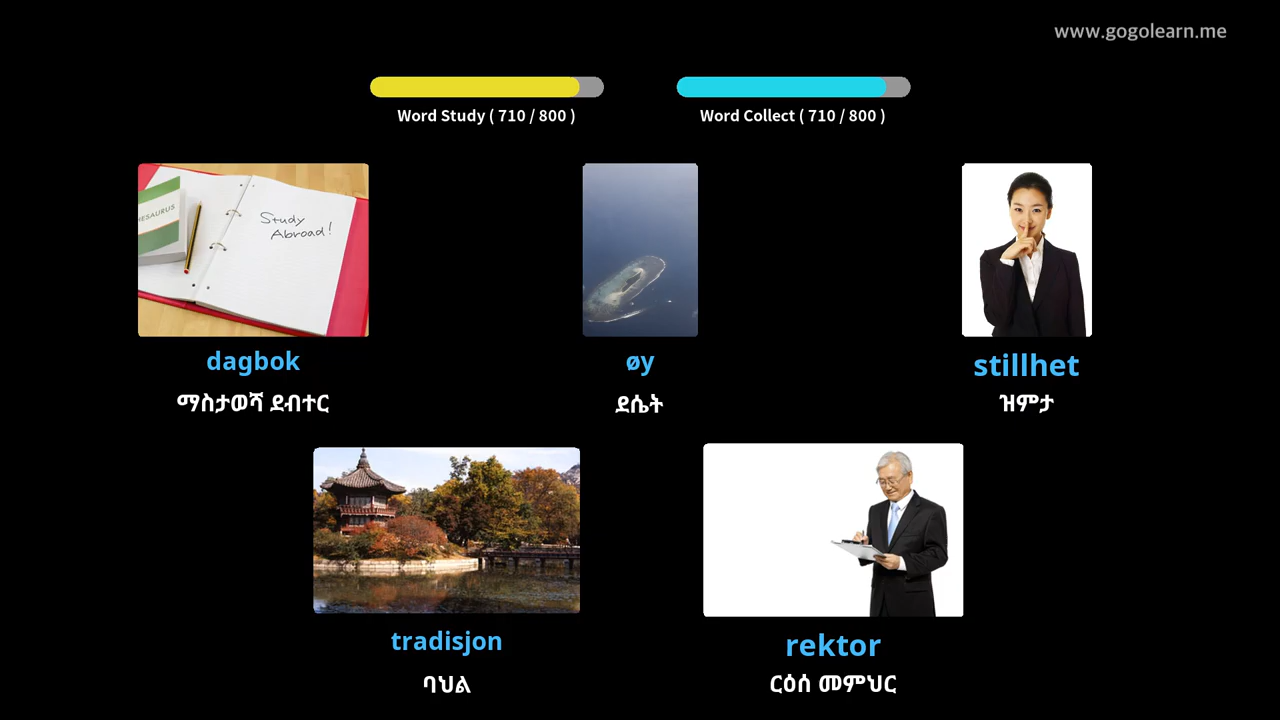 www.gogolearn.me
Word Study ( 710 / 800 )
Word Collect ( 710 / 800 )
HESAURUS
Study
Abroad!
dagbok
øy
stillhet
ማስታወሻ ደብተር
ደሴት
ዝምታ
tradisjon
rektor
ባህል
ርዕሰ መምህር